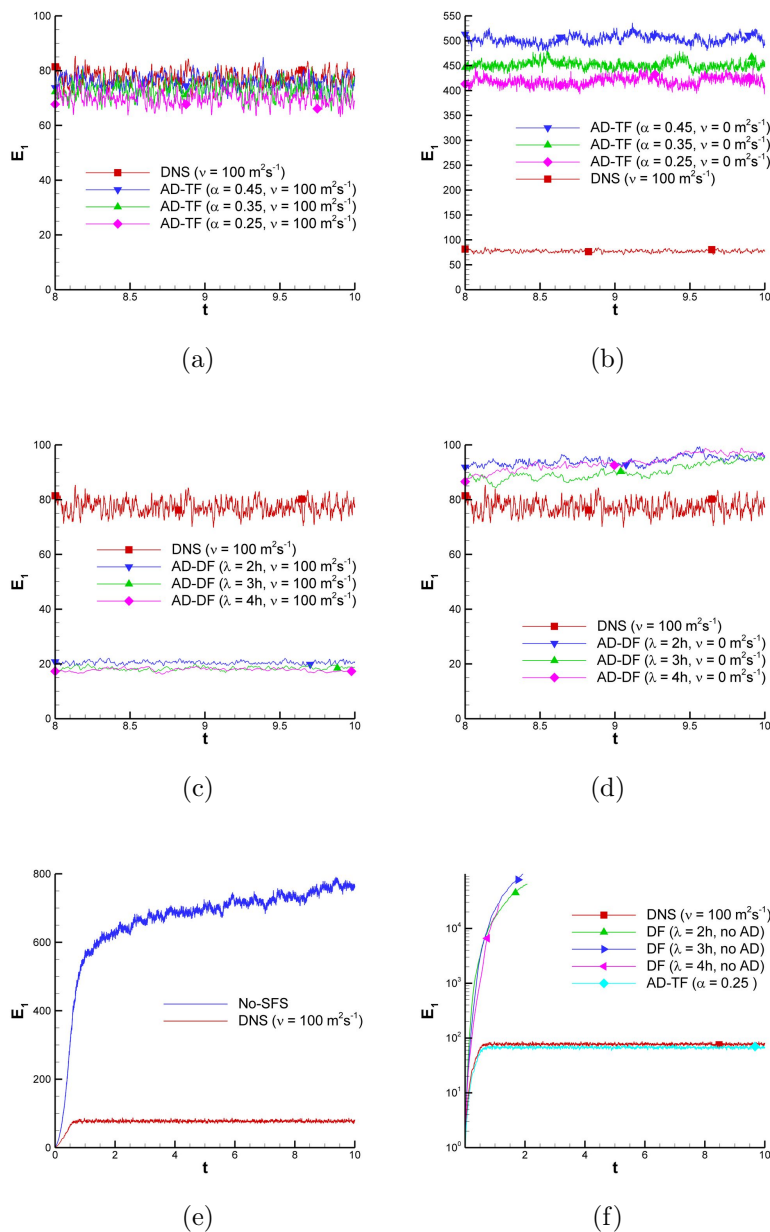 100
80
60
40
20
0
E₁
DNS (ν = 100 m²s⁻¹)
AD-TF (α = 0.45, ν = 100 m²s⁻¹)
AD-TF (α = 0.35, ν = 100 m²s⁻¹)
AD-TF (α = 0.25, ν = 100 m²s⁻¹)
8 8.5 9 9.5 10
t
(a)
550
500
450
400
350
300
250
200
150
100
50
0
E₁
AD-TF (α = 0.45, ν = 0 m²s⁻¹)
AD-TF (α = 0.35, ν = 0 m²s⁻¹)
AD-TF (α = 0.25, ν = 0 m²s⁻¹)
DNS (ν = 100 m²s⁻¹)
8 8.5 9 9.5 10
t
(b)
100
80
60
40
20
0
E₁
DNS (ν = 100 m²s⁻¹)
AD-DF (λ = 2h, ν = 100 m²s⁻¹)
AD-DF (λ = 3h, ν = 100 m²s⁻¹)
AD-DF (λ = 4h, ν = 100 m²s⁻¹)
8 8.5 9 9.5 10
t
(c)
100
80
60
40
20
0
E₁
DNS (ν = 100 m²s⁻¹)
AD-DF (λ = 2h, ν = 0 m²s⁻¹)
AD-DF (λ = 3h, ν = 0 m²s⁻¹)
AD-DF (λ = 4h, ν = 0 m²s⁻¹)
8 8.5 9 9.5 10
t
(d)
800
600
400
200
0
E₁
No-SFS
DNS (ν = 100 m²s⁻¹)
0 2 4 6 8 10
t
(e)
10⁴
10³
10²
10¹
10⁰
E₁
DNS (ν = 100 m²s⁻¹)
DF (λ = 2h, no AD)
DF (λ = 3h, no AD)
DF (λ = 4h, no AD)
AD-TF (α = 0.25 )
2 4 6 8 10
t
(f)